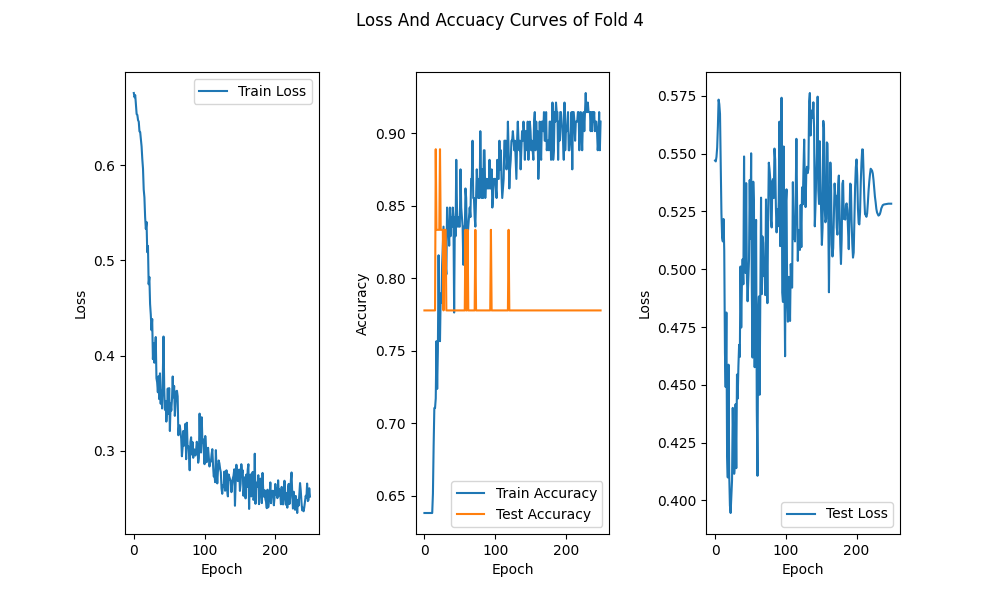 Loss And Accuacy Curves of Fold 4
Train Loss
0.6
0.5
0.4
0.3
Loss
0
100
200
Epoch
0.90
0.85
0.80
0.75
0.70
0.65
Accuracy
Train Accuracy
Test Accuracy
0
100
200
Epoch
0.575
0.550
0.525
0.500
0.475
0.450
0.425
0.400
Loss
Test Loss
0
100
200
Epoch